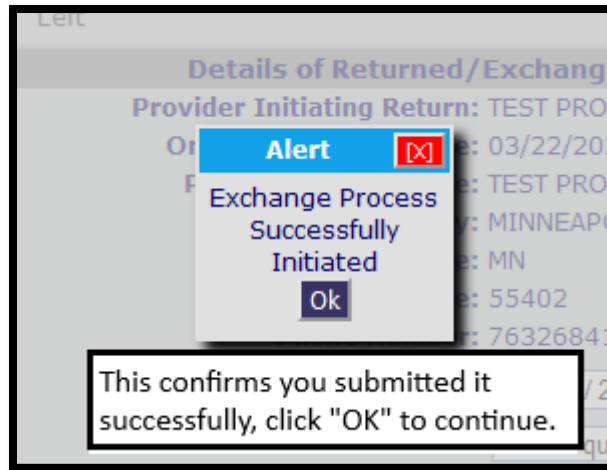 Left
Details of Returned/Exchang
Provider Initiating Return: TEST PRO
Alert [X] e: 03/22/20
Exchange Process e: TEST PRO
Successfully y: MINNEAP
Initiated e: MN
Ok e: 55402
r: 76326841
This confirms you submitted it
successfully, click "OK" to continue.